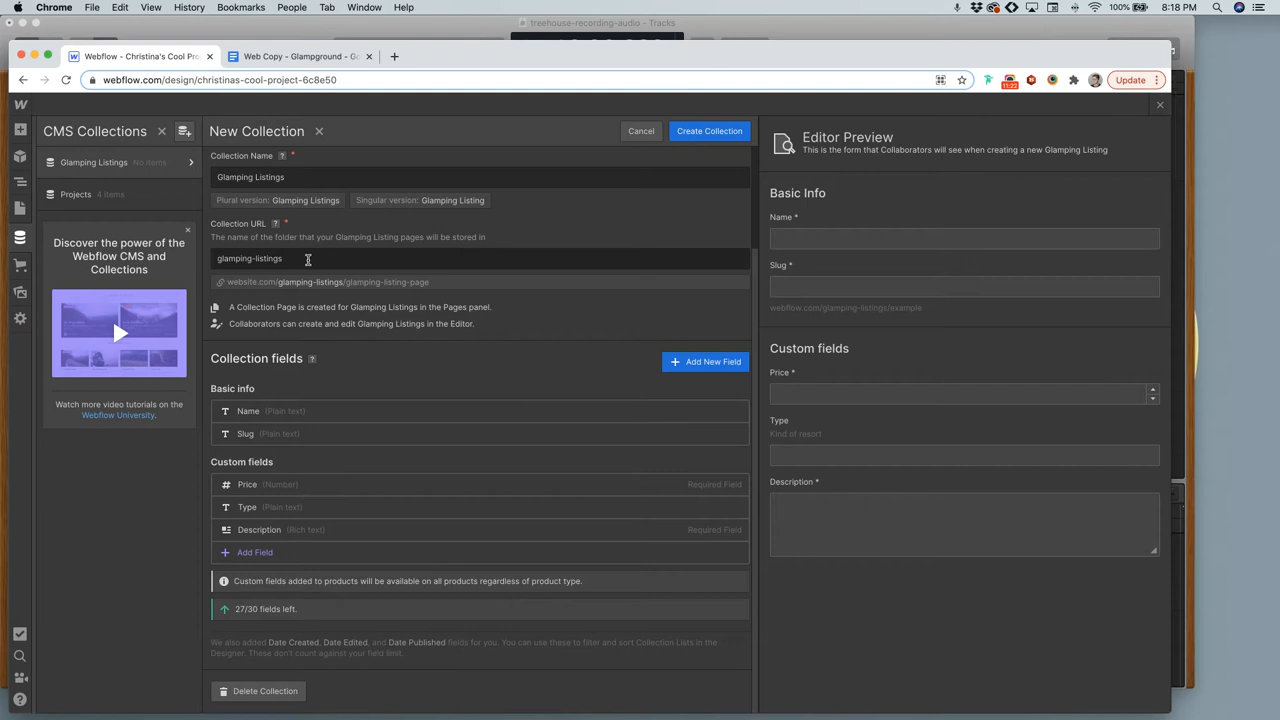 Chrome File Edit View History Bookmarks People Tab Window Help 100% 8:18 PM
treehouse-recording-audio - Tracks
Webflow - Christina's Cool Pro × Web Copy - Glampground - Go × +
webflow.com/design/christinas-cool-project-6c8e50 11:22 Update
CMS Collections New Collection Cancel Create Collection
Editor Preview
This is the form that Collaborators will see when creating a new Glamping Listing
Glamping Listings No items
Projects 4 items
Discover the power of the
Webflow CMS and
Collections
Watch more video tutorials on the
Webflow University.
Collection Name ? *
Glamping Listings
Plural version: Glamping Listings Singular version: Glamping Listing
Collection URL ? *
The name of the folder that your Glamping Listing pages will be stored in
glamping-listings
website.com/glamping-listings/glamping-listing-page
A Collection Page is created for Glamping Listings in the Pages panel.
Collaborators can create and edit Glamping Listings in the Editor.
Collection fields ? + Add New Field
Basic info
Name (Plain text)
Slug (Plain text)
Custom fields
Price (Number) Required Field
Type (Plain text)
Description (Rich text) Required Field
+ Add Field
Custom fields added to products will be available on all products regardless of product type.
27/30 fields left.
We also added Date Created, Date Edited, and Date Published fields for you. You can use these to filter and sort Collection Lists in the
Designer. These don't count against your field limit.
Delete Collection
Basic Info
Name *
Slug *
webflow.com/glamping-listings/example
Custom fields
Price *
Type
Kind of resort
Description *